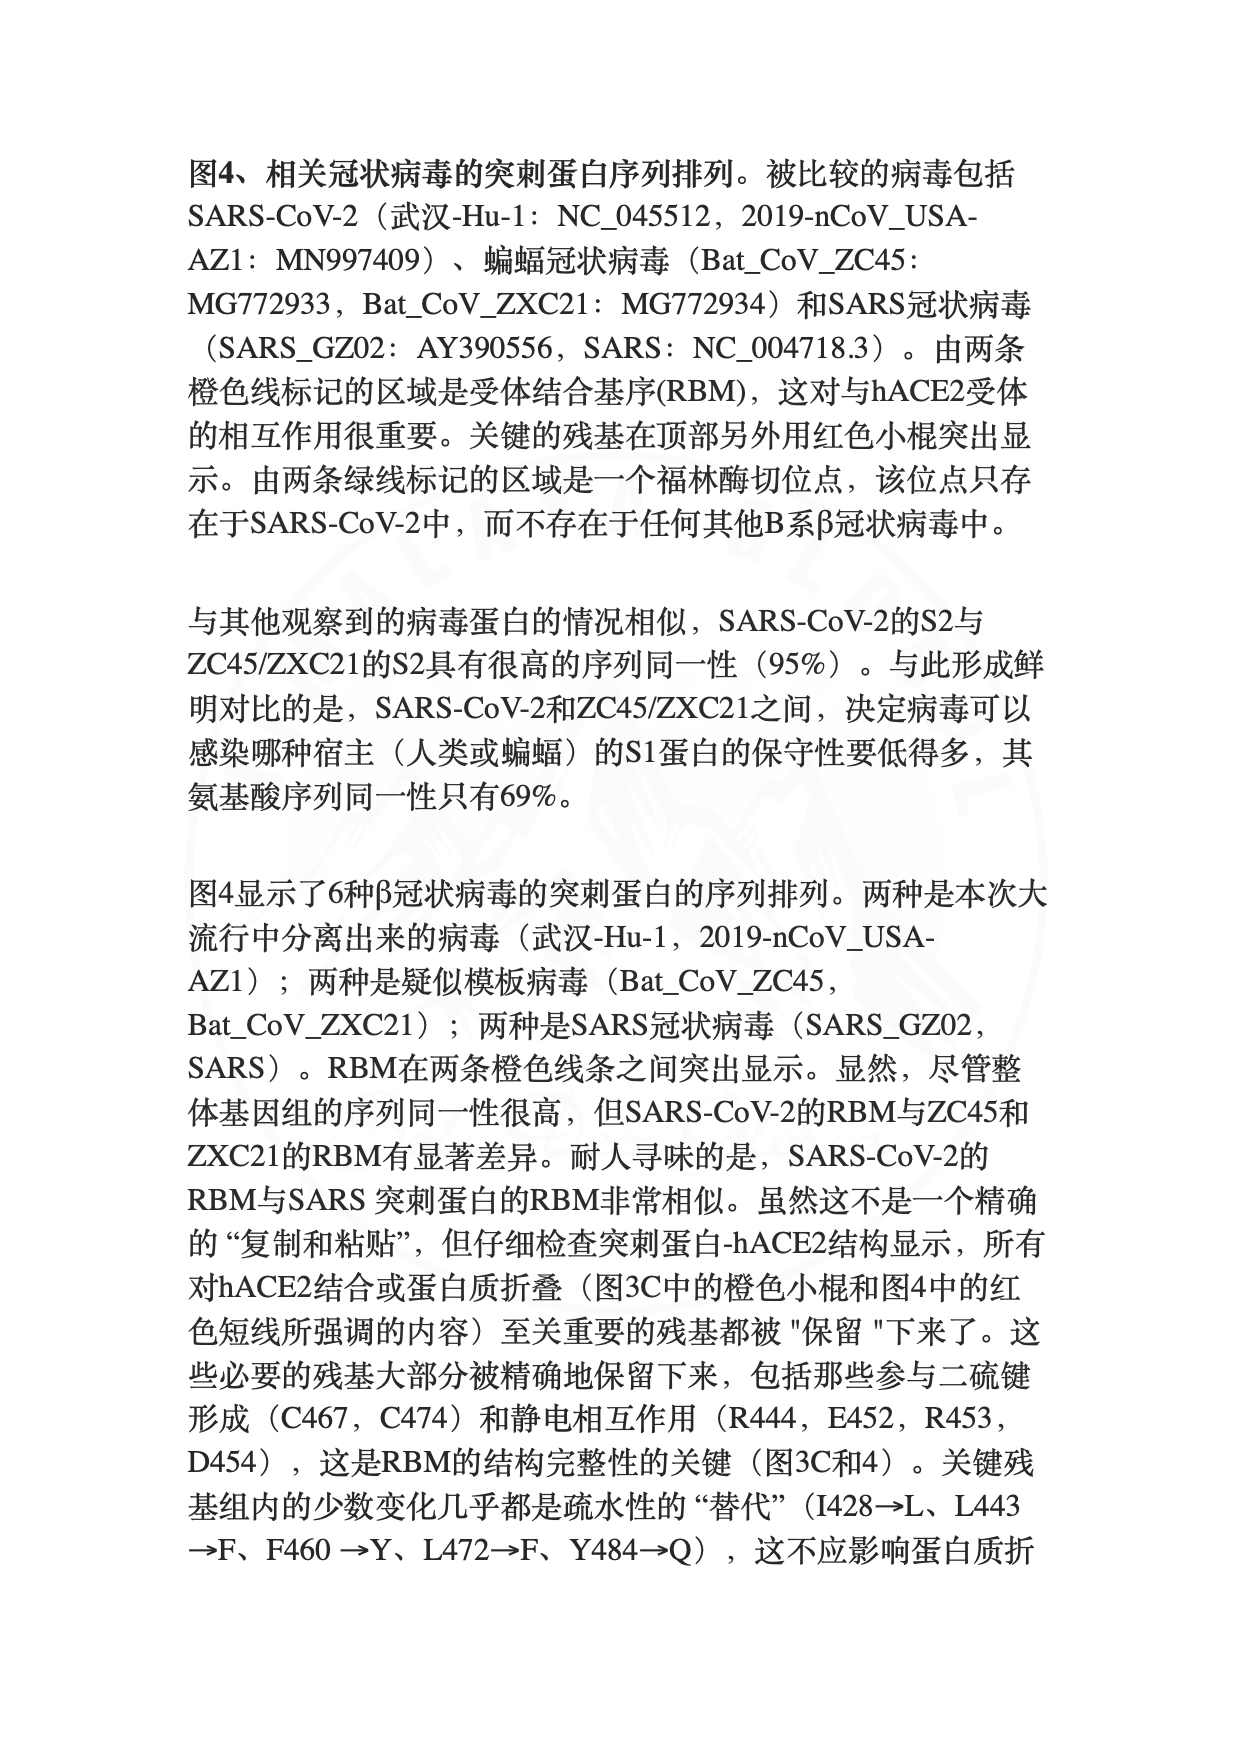 图4、相关冠状病毒的突刺蛋白序列排列。被比较的病毒包括
SARS-CoV-2（武汉-Hu-1：NC_045512，2019-nCoV_USA-
AZ1：MN997409）、蝙蝠冠状病毒（Bat_CoV_ZC45：
MG772933，Bat_CoV_ZXC21：MG772934）和SARS冠状病毒
（SARS_GZ02：AY390556，SARS：NC_004718.3）。由两条
橙色线标记的区域是受体结合基序(RBM)，这对与hACE2受体
的相互作用很重要。关键的残基在顶部另外用红色小棍突出显
示。由两条绿线标记的区域是一个福林酶切位点，该位点只存
在于SARS-CoV-2中，而不存在于任何其他B系β冠状病毒中。
与其他观察到的病毒蛋白的情况相似，SARS-CoV-2的S2与
ZC45/ZXC21的S2具有很高的序列同一性（95%）。与此形成鲜
明对比的是，SARS-CoV-2和ZC45/ZXC21之间，决定病毒可以
感染哪种宿主（人类或蝙蝠）的S1蛋白的保守性要低得多，其
氨基酸序列同一性只有69%。
图4显示了6种β冠状病毒的突刺蛋白的序列排列。两种是本次大
流行中分离出来的病毒（武汉-Hu-1，2019-nCoV_USA-
AZ1）；两种是疑似模板病毒（Bat_CoV_ZC45，
Bat_CoV_ZXC21）；两种是SARS冠状病毒（SARS_GZ02，
SARS）。RBM在两条橙色线条之间突出显示。显然，尽管整
体基因组的序列同一性很高，但SARS-CoV-2的RBM与ZC45和
ZXC21的RBM有显著差异。耐人寻味的是，SARS-CoV-2的
RBM与SARS 突刺蛋白的RBM非常相似。虽然这不是一个精确
的 “复制和粘贴”，但仔细检查突刺蛋白-hACE2结构显示，所有
对hACE2结合或蛋白质折叠（图3C中的橙色小棍和图4中的红
色短线所强调的内容）至关重要的残基都被 "保留 "下来了。这
些必要的残基大部分被精确地保留下来，包括那些参与二硫键
形成（C467，C474）和静电相互作用（R444，E452，R453，
D454），这是RBM的结构完整性的关键（图3C和4）。关键残
基组内的少数变化几乎都是疏水性的 “替代”（I428→L、L443
→F、F460 →Y、L472→F、Y484→Q），这不应影响蛋白质折